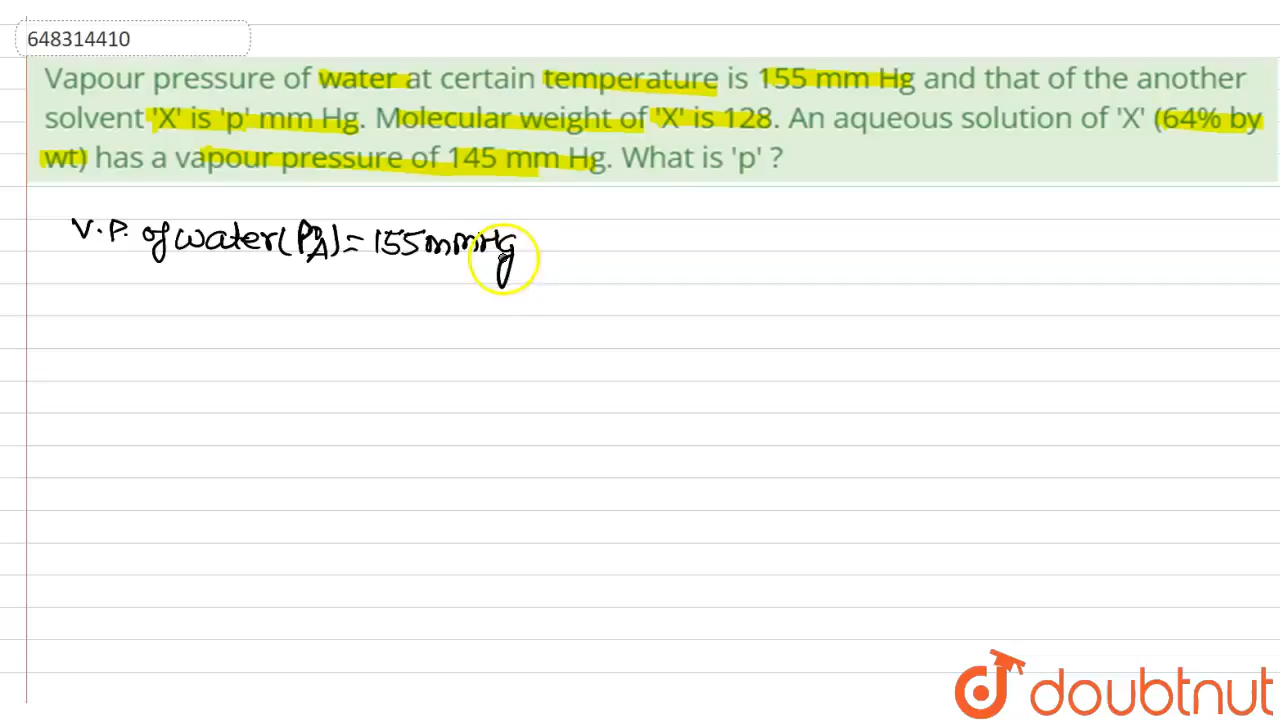 648314410
Vapour pressure of water at certain temperature is 155 mm Hg and that of the another
solvent 'X' is 'p' mm Hg. Molecular weight of 'X' is 128. An aqueous solution of 'X' (64% by
wt) has a vapour pressure of 145 mm Hg. What is 'p' ?
V.P. of water (P°A) = 155mmHg
doubtnut